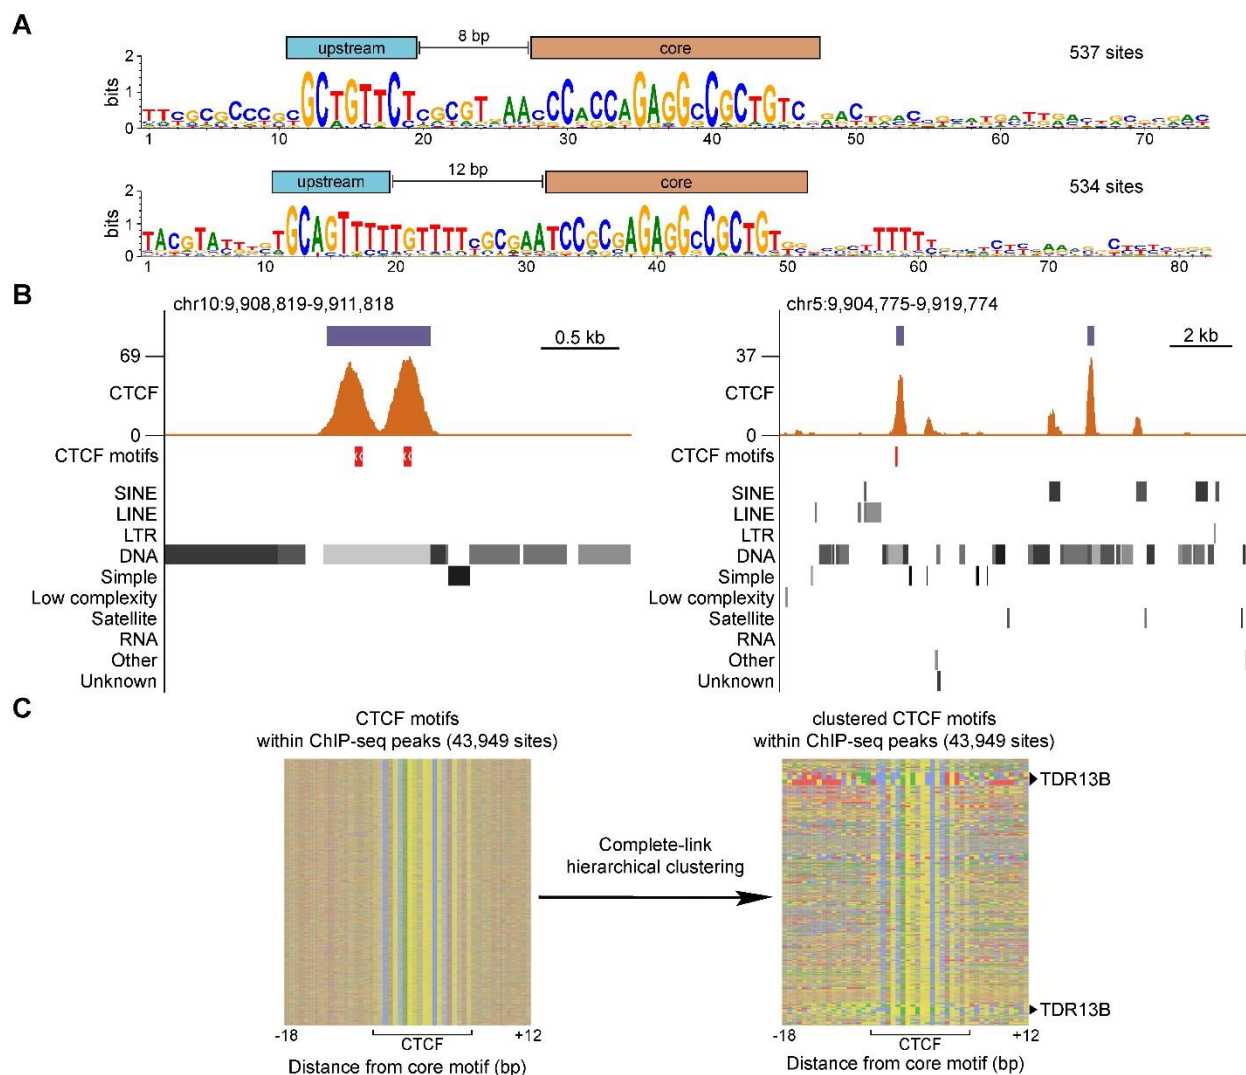 A
upstream
8 bp
core
537 sites
2
1
0
bits
1 10 20 30 40 50 60 70
upstream
12 bp
core
534 sites
2
1
0
bits
1 10 20 30 40 50 60 70 80
B
chr10:9,908,819-9,911,818
0.5 kb
69
CTCF
0
CTCF motifs
SINE
LINE
LTR
DNA
Simple
Low complexity
Satellite
RNA
Other
Unknown
chr5:9,904,775-9,919,774
2 kb
37
CTCF
0
CTCF motifs
SINE
LINE
LTR
DNA
Simple
Low complexity
Satellite
RNA
Other
Unknown
C
CTCF motifs
within ChIP-seq peaks (43,949 sites)
-18
+12
CTCF
Distance from core motif (bp)
Complete-link
hierarchical clustering
clustered CTCF motifs
within ChIP-seq peaks (43,949 sites)
TDR13B
TDR13B
-18
+12
CTCF
Distance from core motif (bp)